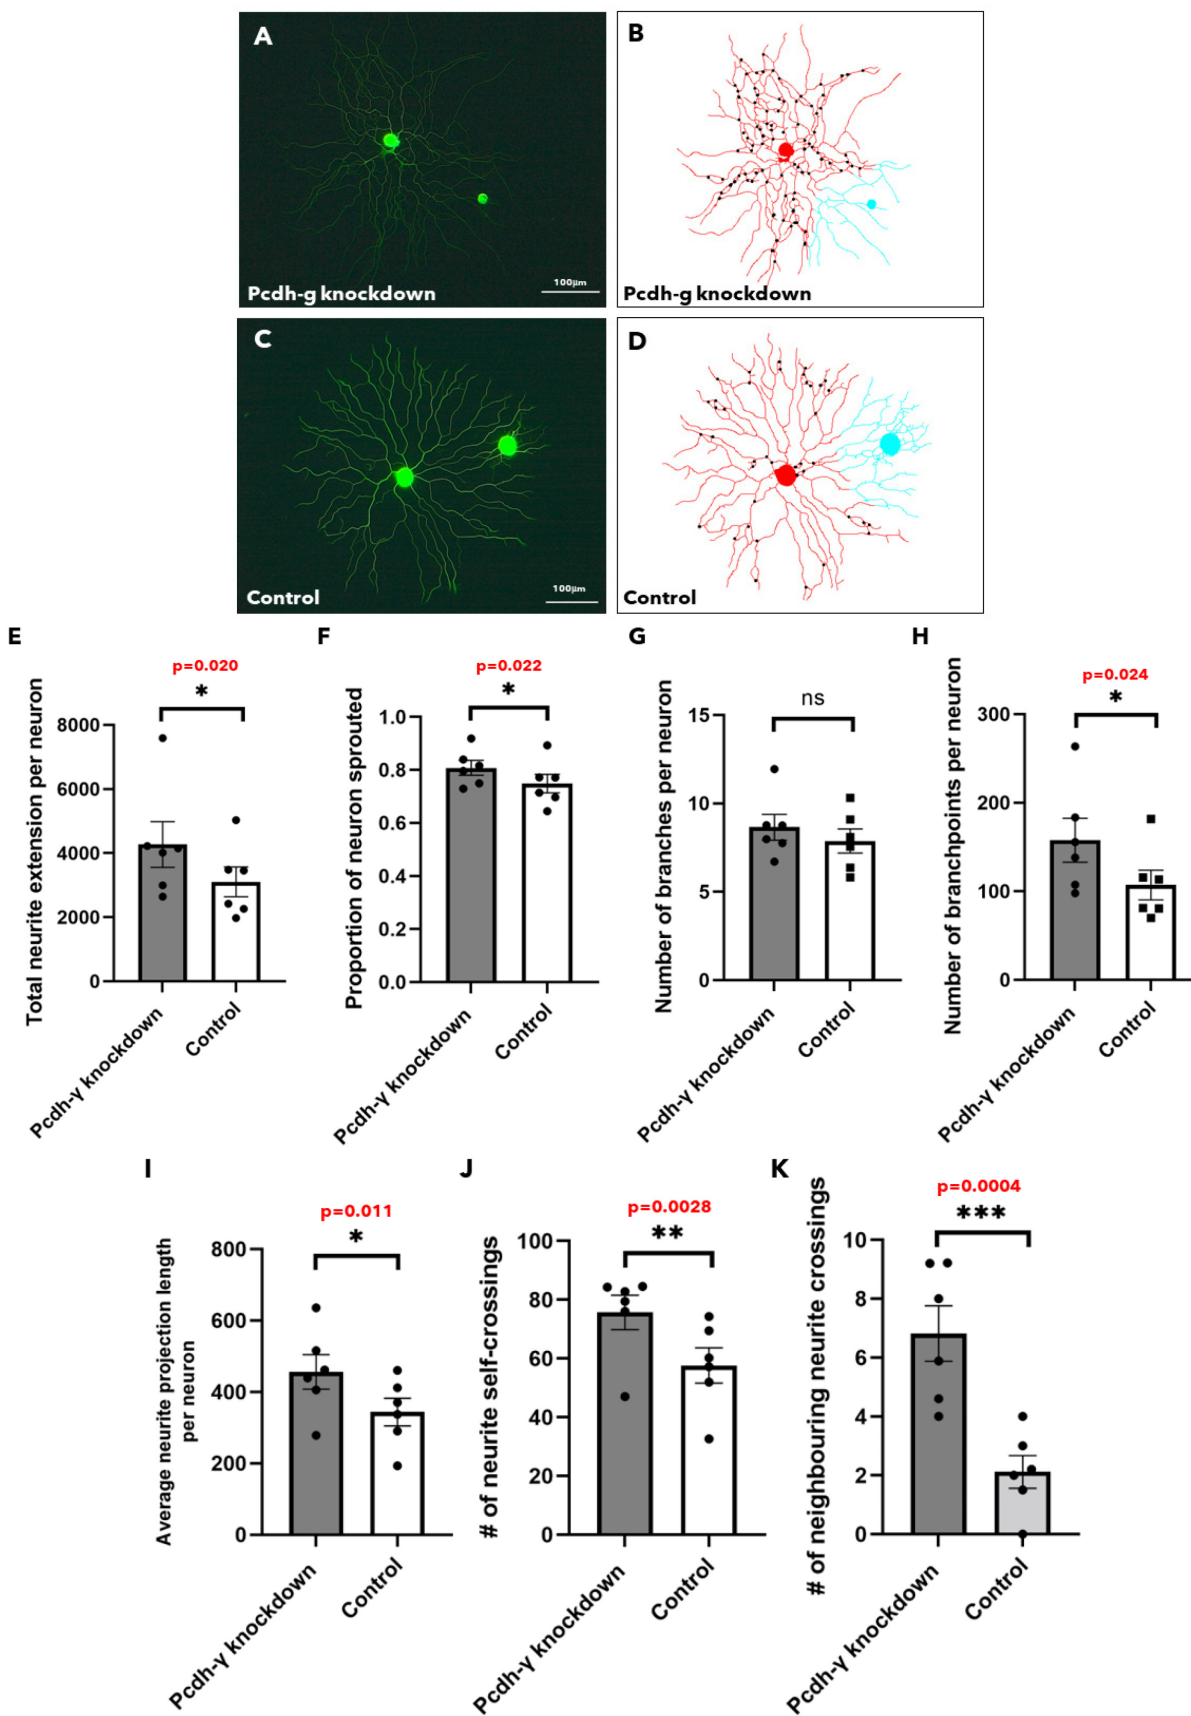 A
Pcdh-g knockdown
100μm
B
Pcdh-g knockdown
C
Control
100μm
D
Control
E
p=0.020
*
Total neurite extension per neuron
8000
6000
4000
2000
0
Pcdh-γ knockdown
Control
F
p=0.022
*
Proportion of neuron sprouted
1.0
0.8
0.6
0.4
0.2
0.0
Pcdh-γ knockdown
Control
G
ns
Number of branches per neuron
15
10
5
0
Pcdh-γ knockdown
Control
H
p=0.024
*
Number of branchpoints per neuron
300
200
100
0
Pcdh-γ knockdown
Control
I
p=0.011
*
Average neurite projection length
per neuron
800
600
400
200
0
Pcdh-γ knockdown
Control
J
p=0.0028
**
# of neurite self-crossings
100
80
60
40
20
0
Pcdh-γ knockdown
Control
K
p=0.0004
***
# of neighbouring neurite crossings
10
8
6
4
2
0
Pcdh-γ knockdown
Control